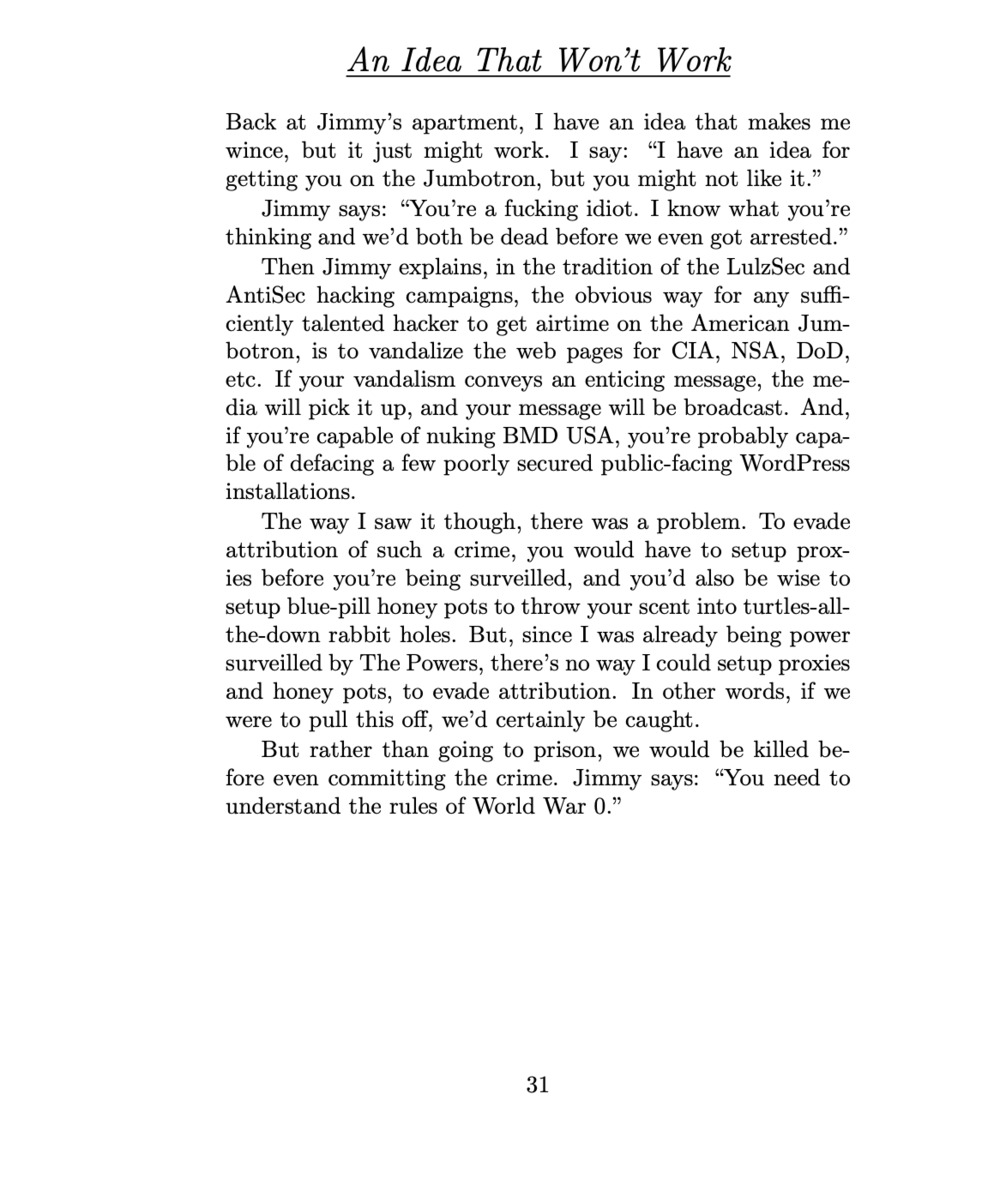 An Idea That Won't Work
Back at Jimmy's apartment, I have an idea that makes me
wince, but it just might work. I say: “I have an idea for
getting you on the Jumbotron, but you might not like it.”
Jimmy says: “You're a fucking idiot. I know what you're
thinking and we'd both be dead before we even got arrested.”
Then Jimmy explains, in the tradition of the LulzSec and
AntiSec hacking campaigns, the obvious way for any suffi-
ciently talented hacker to get airtime on the American Jum-
botron, is to vandalize the web pages for CIA, NSA, DoD,
etc. If your vandalism conveys an enticing message, the me-
dia will pick it up, and your message will be broadcast. And,
if you're capable of nuking BMD USA, you're probably capa-
ble of defacing a few poorly secured public-facing WordPress
installations.
The way I saw it though, there was a problem. To evade
attribution of such a crime, you would have to setup prox-
ies before you're being surveilled, and you'd also be wise to
setup blue-pill honey pots to throw your scent into turtles-all-
the-down rabbit holes. But, since I was already being power
surveilled by The Powers, there's no way I could setup proxies
and honey pots, to evade attribution. In other words, if we
were to pull this off, we'd certainly be caught.
But rather than going to prison, we would be killed be-
fore even committing the crime. Jimmy says: “You need to
understand the rules of World War 0.”
31